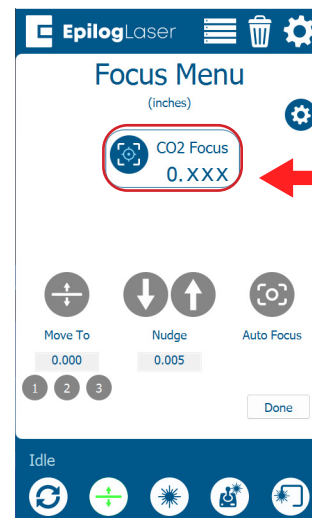 EpilogLaser
Focus Menu
(inches)
CO2 Focus
0.XXX
Move To
Nudge
Auto Focus
0.000
0.005
1 2 3
Done
Idle